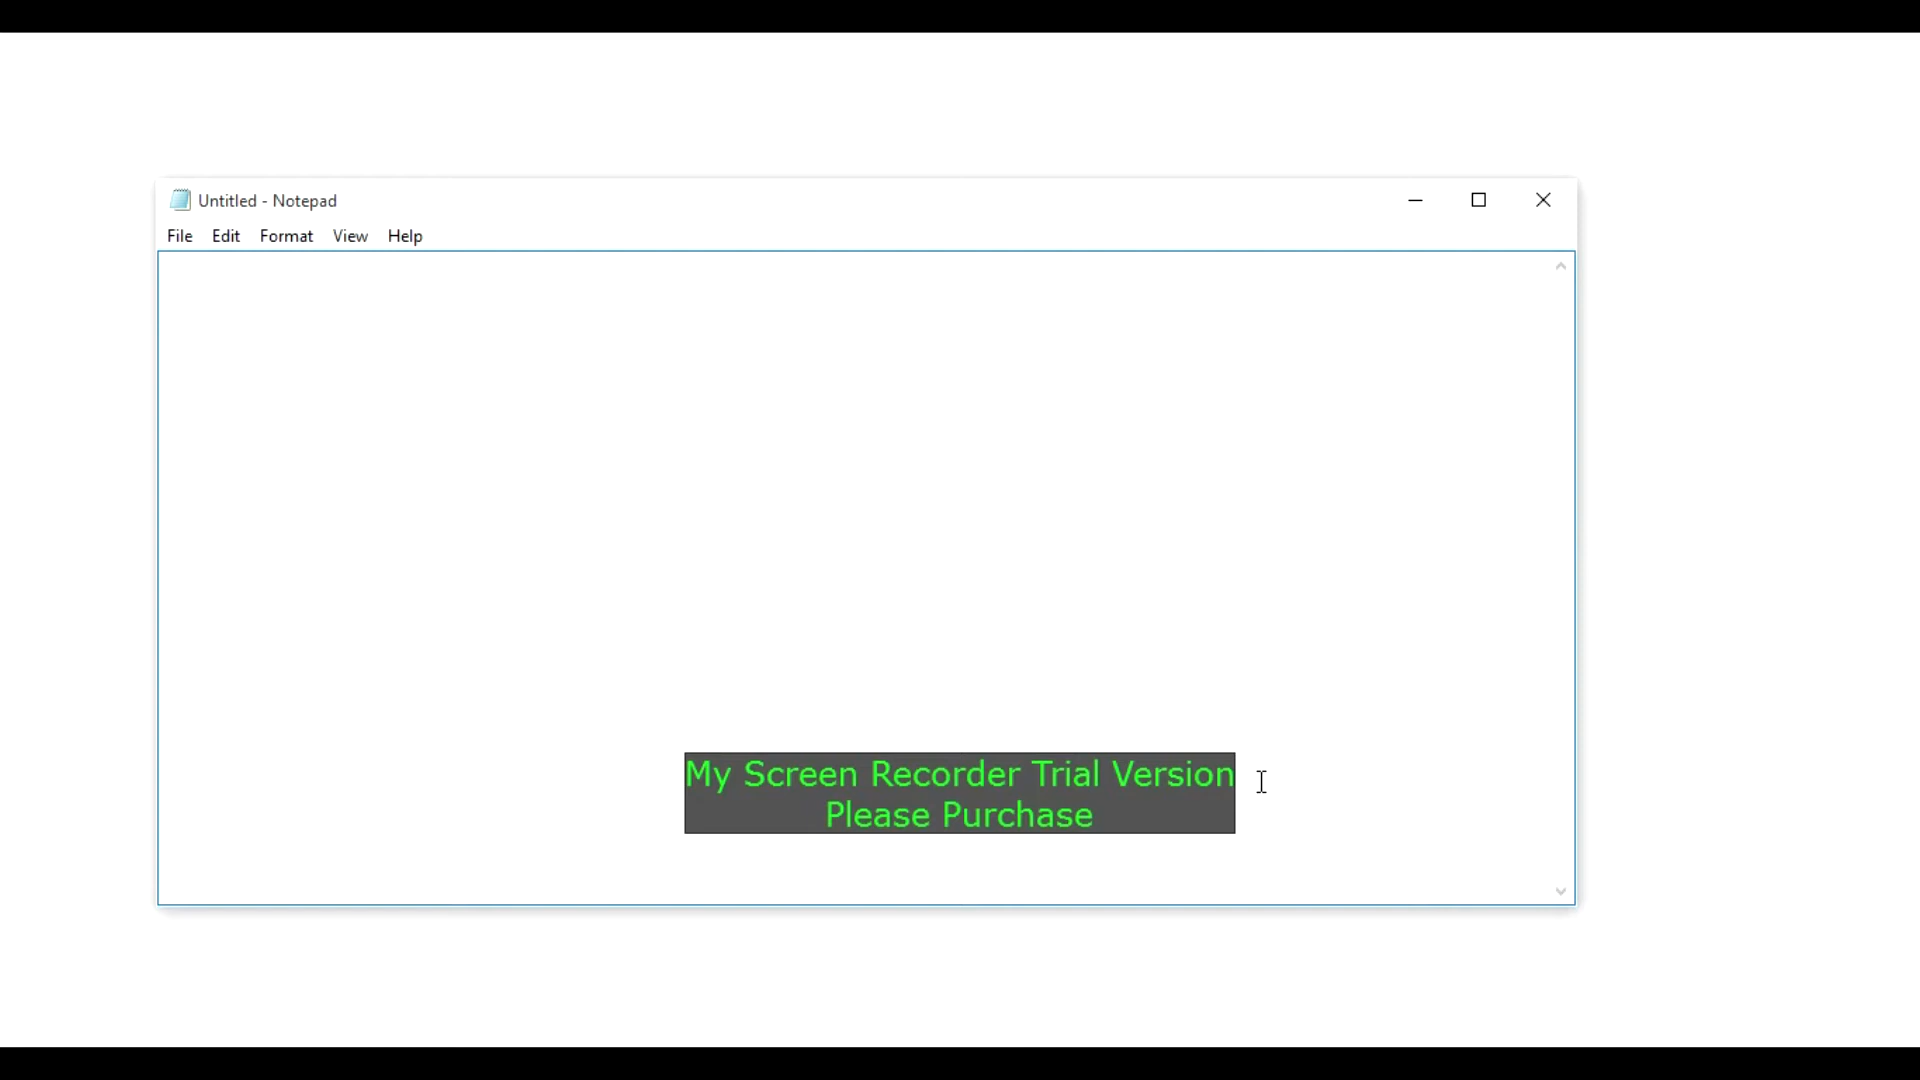 Untitled - Notepad
File Edit Format View Help
My Screen Recorder Trial Version
Please Purchase